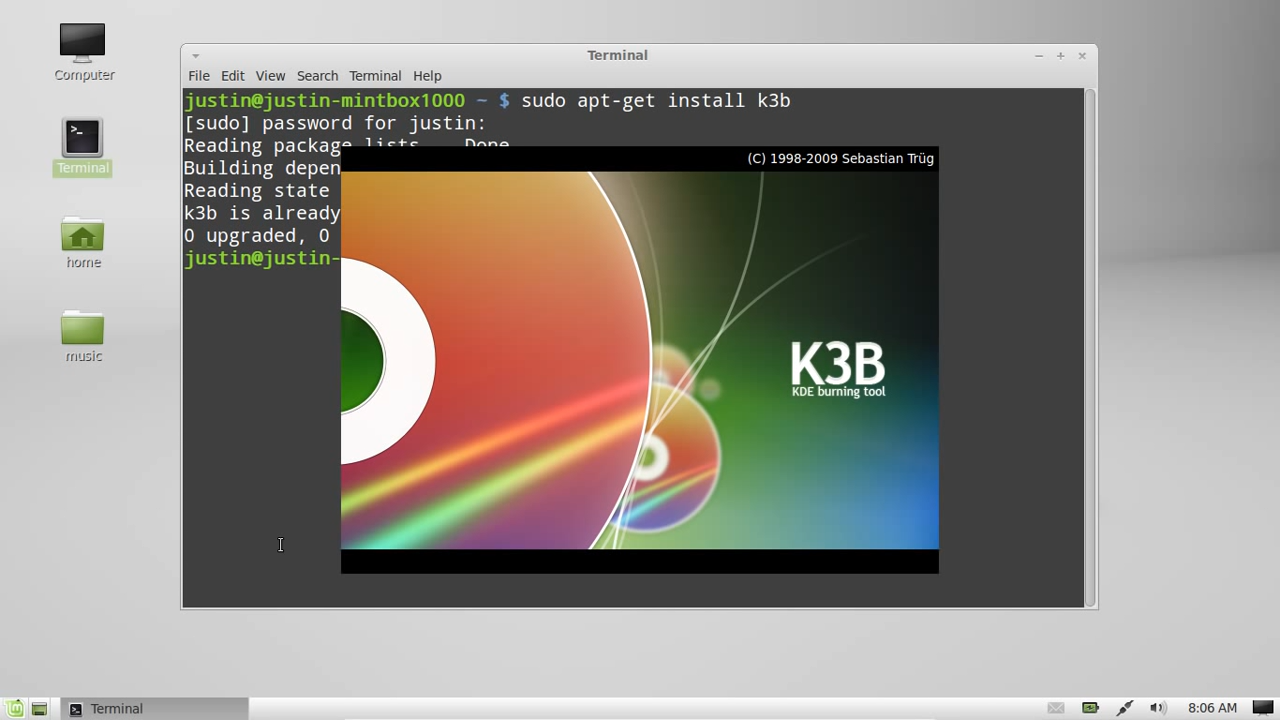 Computer
Terminal
home
music
Terminal
File Edit View Search Terminal Help
justin@justin-mintbox1000 ~ $ sudo apt-get install k3b
[sudo] password for justin:
Reading package lists... Done
Building depen
Reading state
k3b is already
0 upgraded, 0
justin@justin-
(C) 1998-2009 Sebastian Trüg
K3B
KDE burning tool
Terminal
8:06 AM